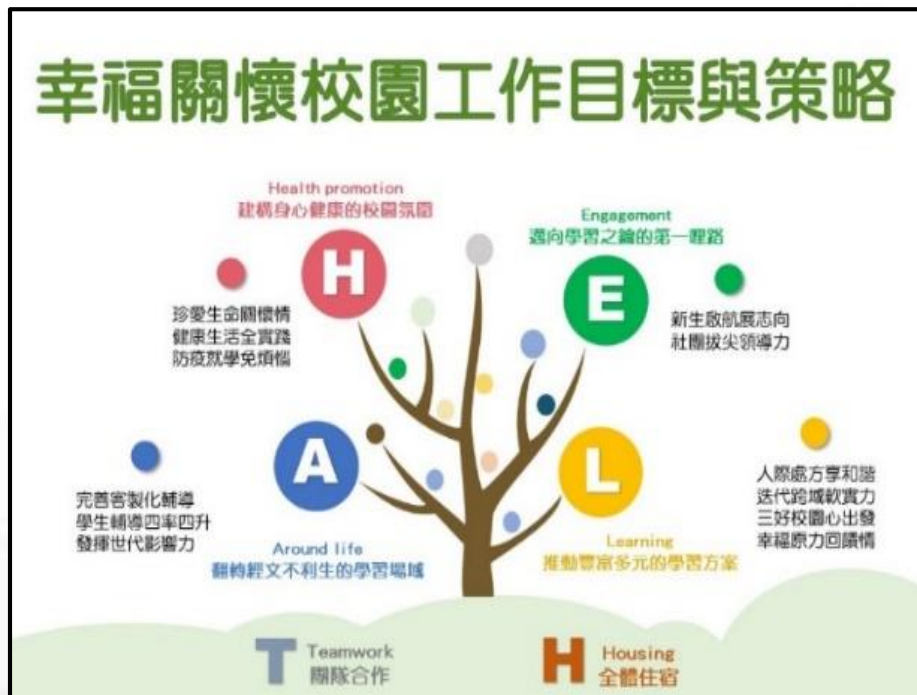 幸福關懷校園工作目標與策略
Health promotion
建構身心健康的校園氛圍
H
珍愛生命關懷情
健康生活全實踐
防疫就學免煩惱
Engagement
邁向學習之鑰的第一哩路
E
新生啟航展志向
社團拔尖領導力
A
完善客製化輔導
學生輔導四率四升
發揮世代影響力
Around life
翻轉經文不利生的學習場域
L
人際處方享和諧
迭代跨域軟實力
三好校園心出發
幸福原力回饋情
Learning
推動豐富多元的學習方案
T Teamwork
團隊合作
H Housing
全體住宿